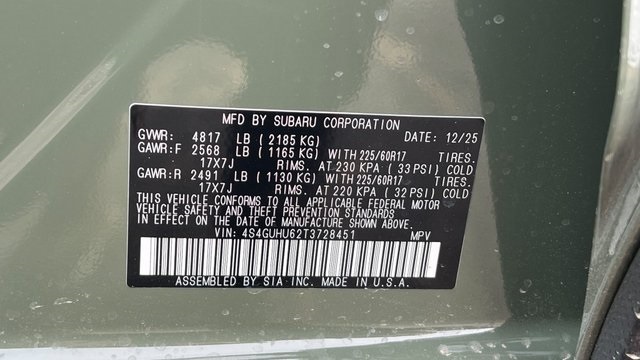 MFD BY SUBARU CORPORATION
GVWR: 4817 LB (2185 KG) DATE: 12/25
GAWR:F 2568 LB (1165 KG) WITH 225/60R17 TIRES.
17X7J RIMS. AT 230 KPA (33 PSI) COLD
GAWR:R 2491 LB (1130 KG) WITH 225/60R17 TIRES.
17X7J RIMS. AT 220 KPA (32 PSI) COLD
THIS VEHICLE CONFORMS TO ALL APPLICABLE FEDERAL MOTOR
VEHICLE SAFETY AND THEFT PREVENTION STANDARDS
IN EFFECT ON THE DATE OF MANUFACTURE SHOWN ABOVE.
VIN: 4S4GUHU62T3728451 MPV
ASSEMBLED BY SIA INC. MADE IN U.S.A.